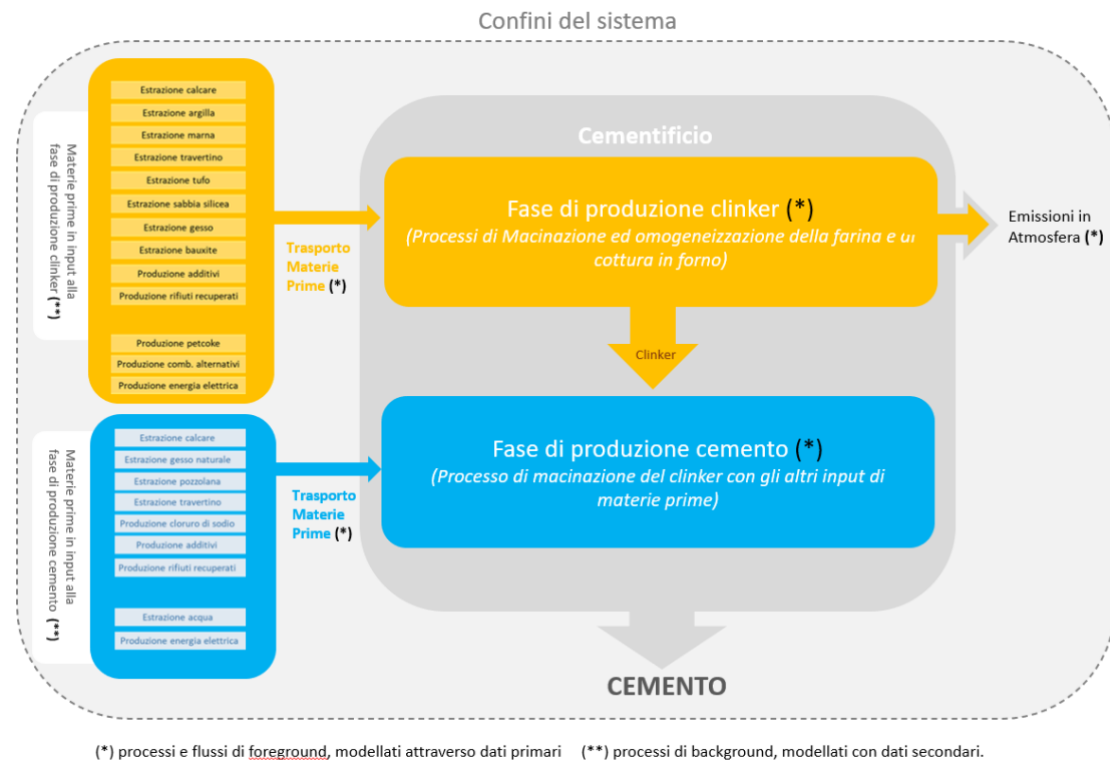 Confini del sistema
Materie prime in input alla
fase di produzione clinker (**)
Estrazione calcare
Estrazione argilla
Estrazione marna
Estrazione travertino
Estrazione tufo
Estrazione sabbia silicea
Estrazione gesso
Estrazione bauxite
Produzione additivi
Produzione rifiuti recuperati
Produzione petcoke
Produzione comb. alternativi
Produzione energia elettrica
Trasporto
Materie
Prime (*)
Cementificio
Fase di produzione clinker (*)
(Processi di Macinazione ed omogeneizzazione della farina e
cottura in forno)
Emissioni in
Atmosfera (*)
Clinker
Materie prime in input alla
fase di produzione cemento (**)
Estrazione calcare
Estrazione gesso naturale
Estrazione pozzolana
Estrazione travertino
Produzione cloruro di sodio
Produzione additivi
Produzione rifiuti recuperati
Estrazione acqua
Produzione energia elettrica
Trasporto
Materie
Prime (*)
Fase di produzione cemento (*)
(Processo di macinazione del clinker con gli altri input di
materie prime)
CEMENTO
(*) processi e flussi di foreground, modellati attraverso dati primari (**) processi di background, modellati con dati secondari.